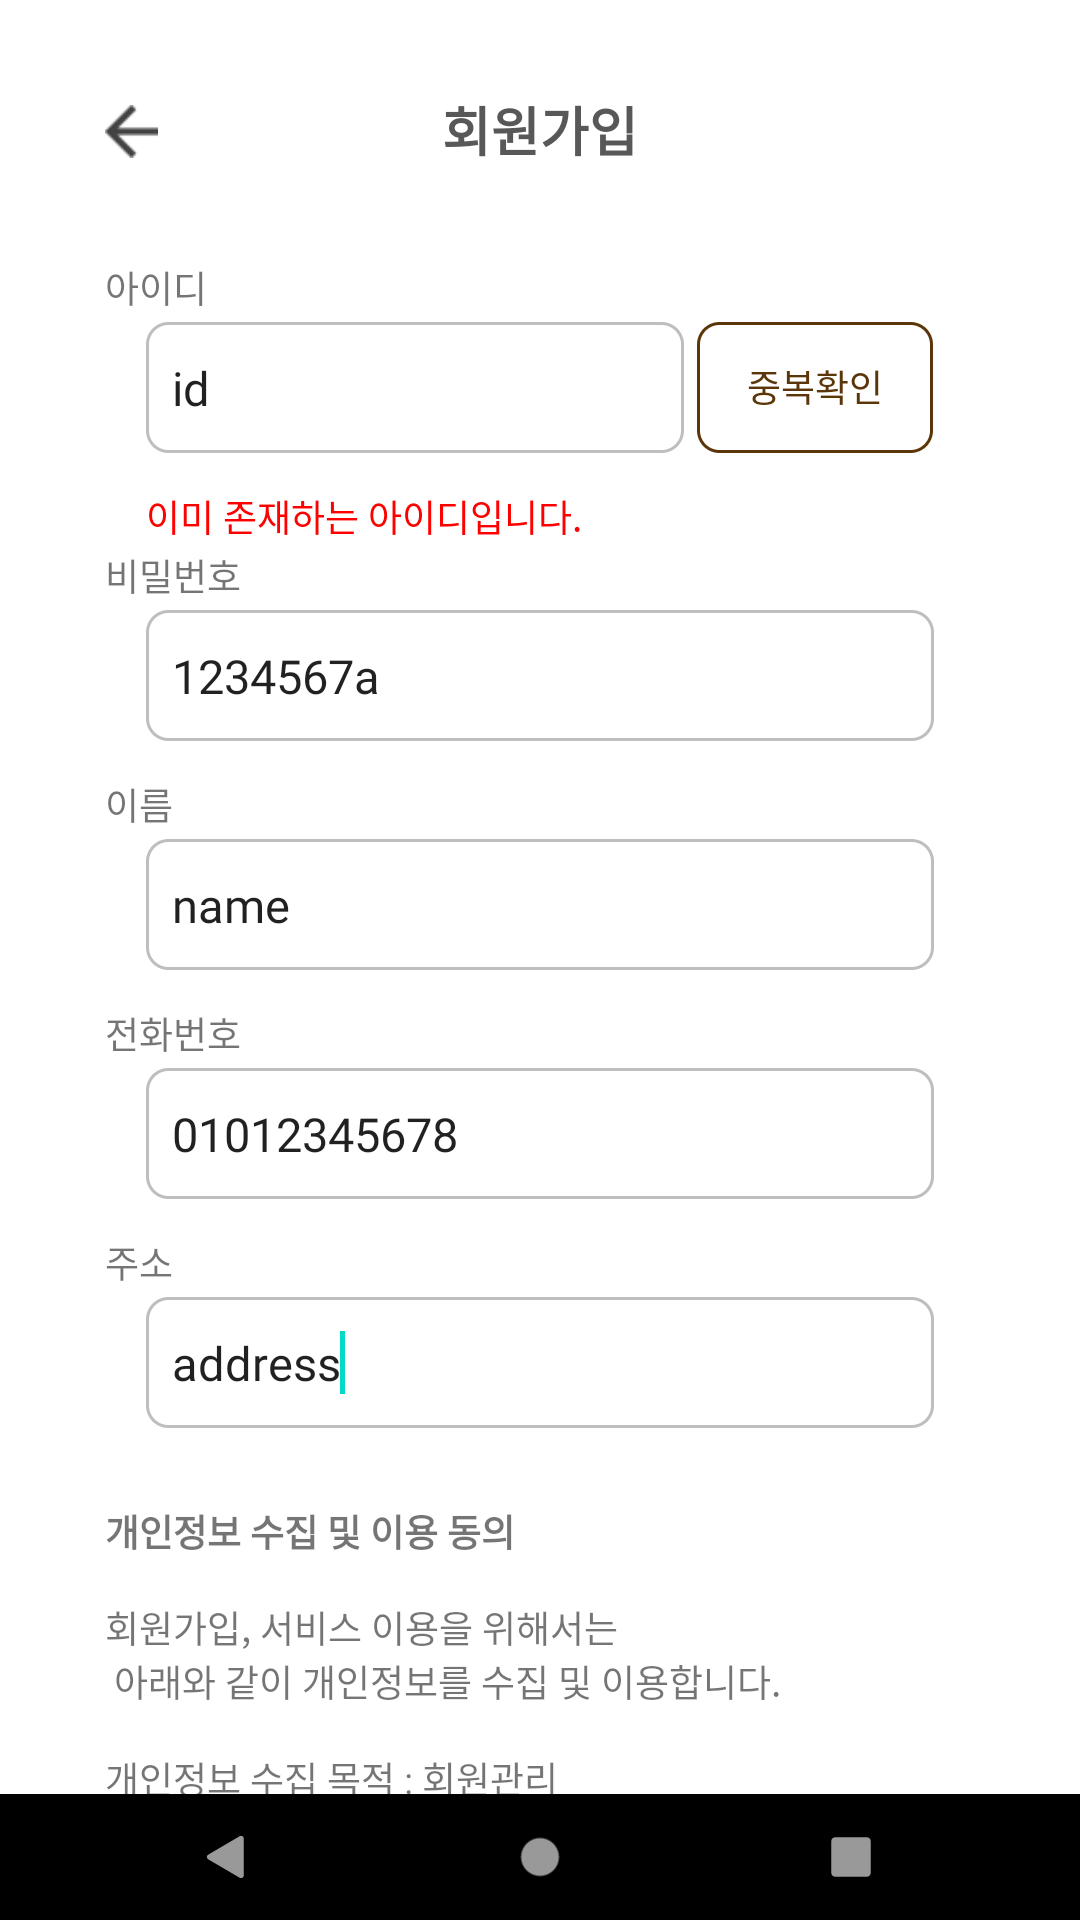 회원가입
아이디
id
중복확인
이미 존재하는 아이디입니다.
비밀번호
1234567a
이름
name
전화번호
01012345678
주소
address
개인정보 수집 및 이용 동의
회원가입, 서비스 이용을 위해서는
아래와 같이 개인정보를 수집 및 이용합니다.
개인정보 수집 목적 : 회원관리